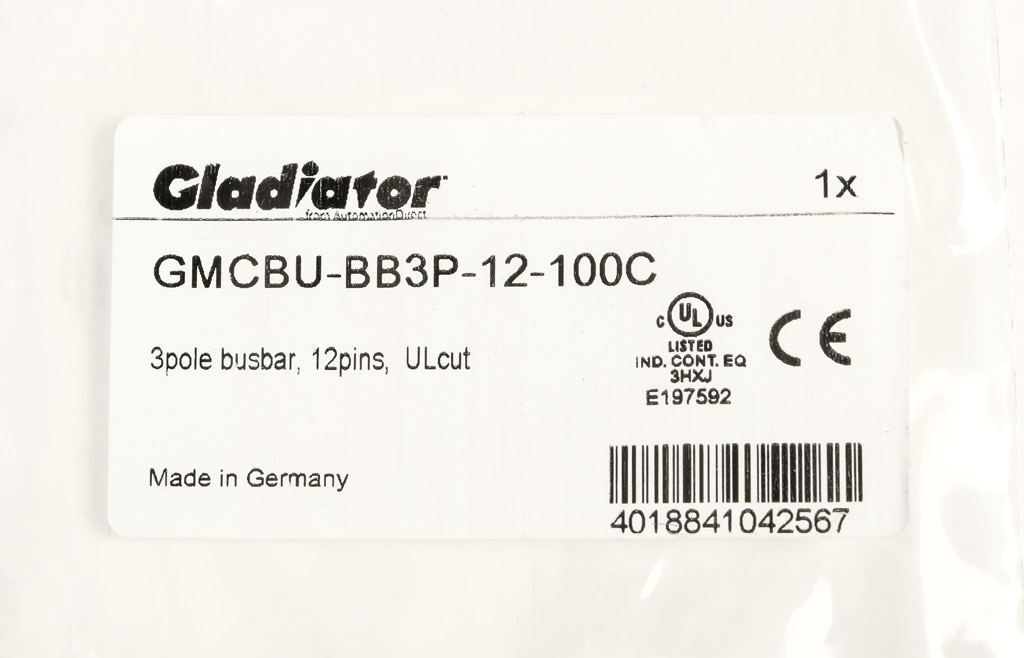 Gladiator
from AutomationDirect
1x
GMCBU-BB3P-12-100C
C UL US
LISTED
IND. CONT. EQ
3HXJ
E197592
CE
3pole busbar, 12pins, ULcut
Made in Germany
4018841042567